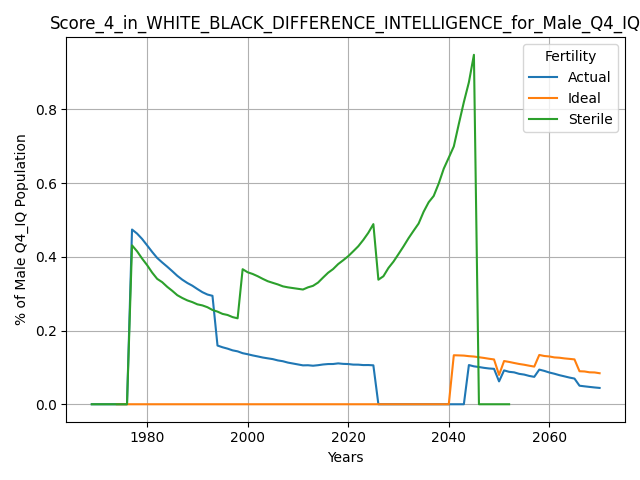 Score_4_in_WHITE_BLACK_DIFFERENCE_INTELLIGENCE_for_Male_Q4_IQ
Fertility
Actual
Ideal
Sterile
% of Male Q4_IQ Population
0.8
0.6
0.4
0.2
0.0
1980 2000 2020 2040 2060
Years